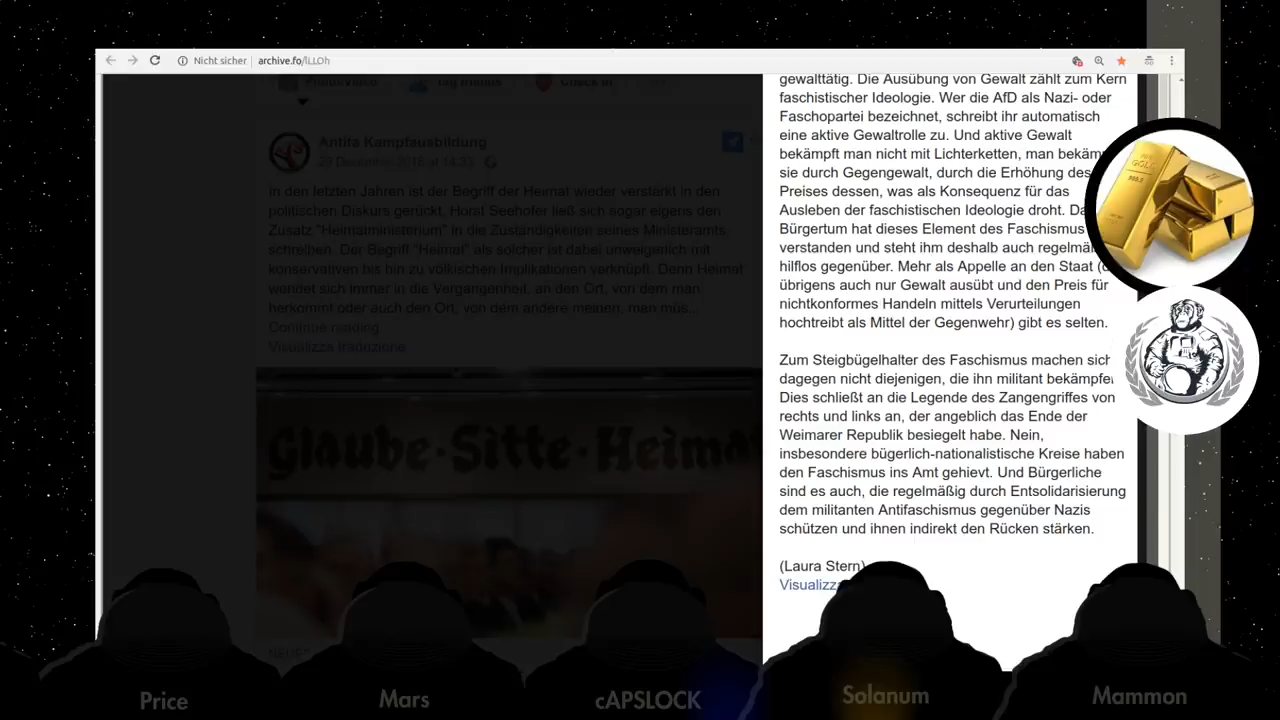 Nicht sicher
archive.fo/lLLOh
Antifa Kampfausbildung
29 December 2018 at 14:33
In den letzten Jahren ist der Begriff der Heimat wieder verstärkt in den
politischen Diskurs gerückt, Horst Seehofer ließ sich sogar eigens den
Zusatz "Heimatministerium" in die Zuständigkeiten seines Ministeramts
schreiben. Der Begriff "Heimat" als solcher ist dabei unweigerlich mit
konservativen bis hin zu völkischen Implikationen verknüpft. Denn Heimat
wendet sich immer in die Vergangenheit, an den Ort, von dem man
herkommt oder auch den Ort, von dem andere meinen, man müs...
Continue reading
Visualizza traduzione
Glaube·Sitte·Heimat
gewalttätig. Die Ausübung von Gewalt zählt zum Kern
faschistischer Ideologie. Wer die AfD als Nazi- oder
Faschopartei bezeichnet, schreibt ihr automatisch
eine aktive Gewaltrolle zu. Und aktive Gewalt
bekämpft man nicht mit Lichterketten, man bekäm
sie durch Gegengewalt, durch die Erhöhung des
Preises dessen, was als Konsequenz für das
Ausleben der faschistischen Ideologie droht. Da
Bürgertum hat dieses Element des Faschismus
verstanden und steht ihm deshalb auch regelmä
hilflos gegenüber. Mehr als Appelle an den Staat (
übrigens auch nur Gewalt ausübt und den Preis für
nichtkonformes Handeln mittels Verurteilungen
hochtreibt als Mittel der Gegenwehr) gibt es selten.
Zum Steigbügelhalter des Faschismus machen sich
dagegen nicht diejenigen, die ihn militant bekämpfe
Dies schließt an die Legende des Zangengriffes von
rechts und links an, der angeblich das Ende der
Weimarer Republik besiegelt habe. Nein,
insbesondere bügerlich-nationalistische Kreise haben
den Faschismus ins Amt gehievt. Und Bürgerliche
sind es auch, die regelmäßig durch Entsolidarisierung
dem militanten Antifaschismus gegenüber Nazis
schützen und ihnen indirekt den Rücken stärken.
(Laura Stern)
Visualizza
Price
Mars
cAPSLOCK
Solanum
Mammon